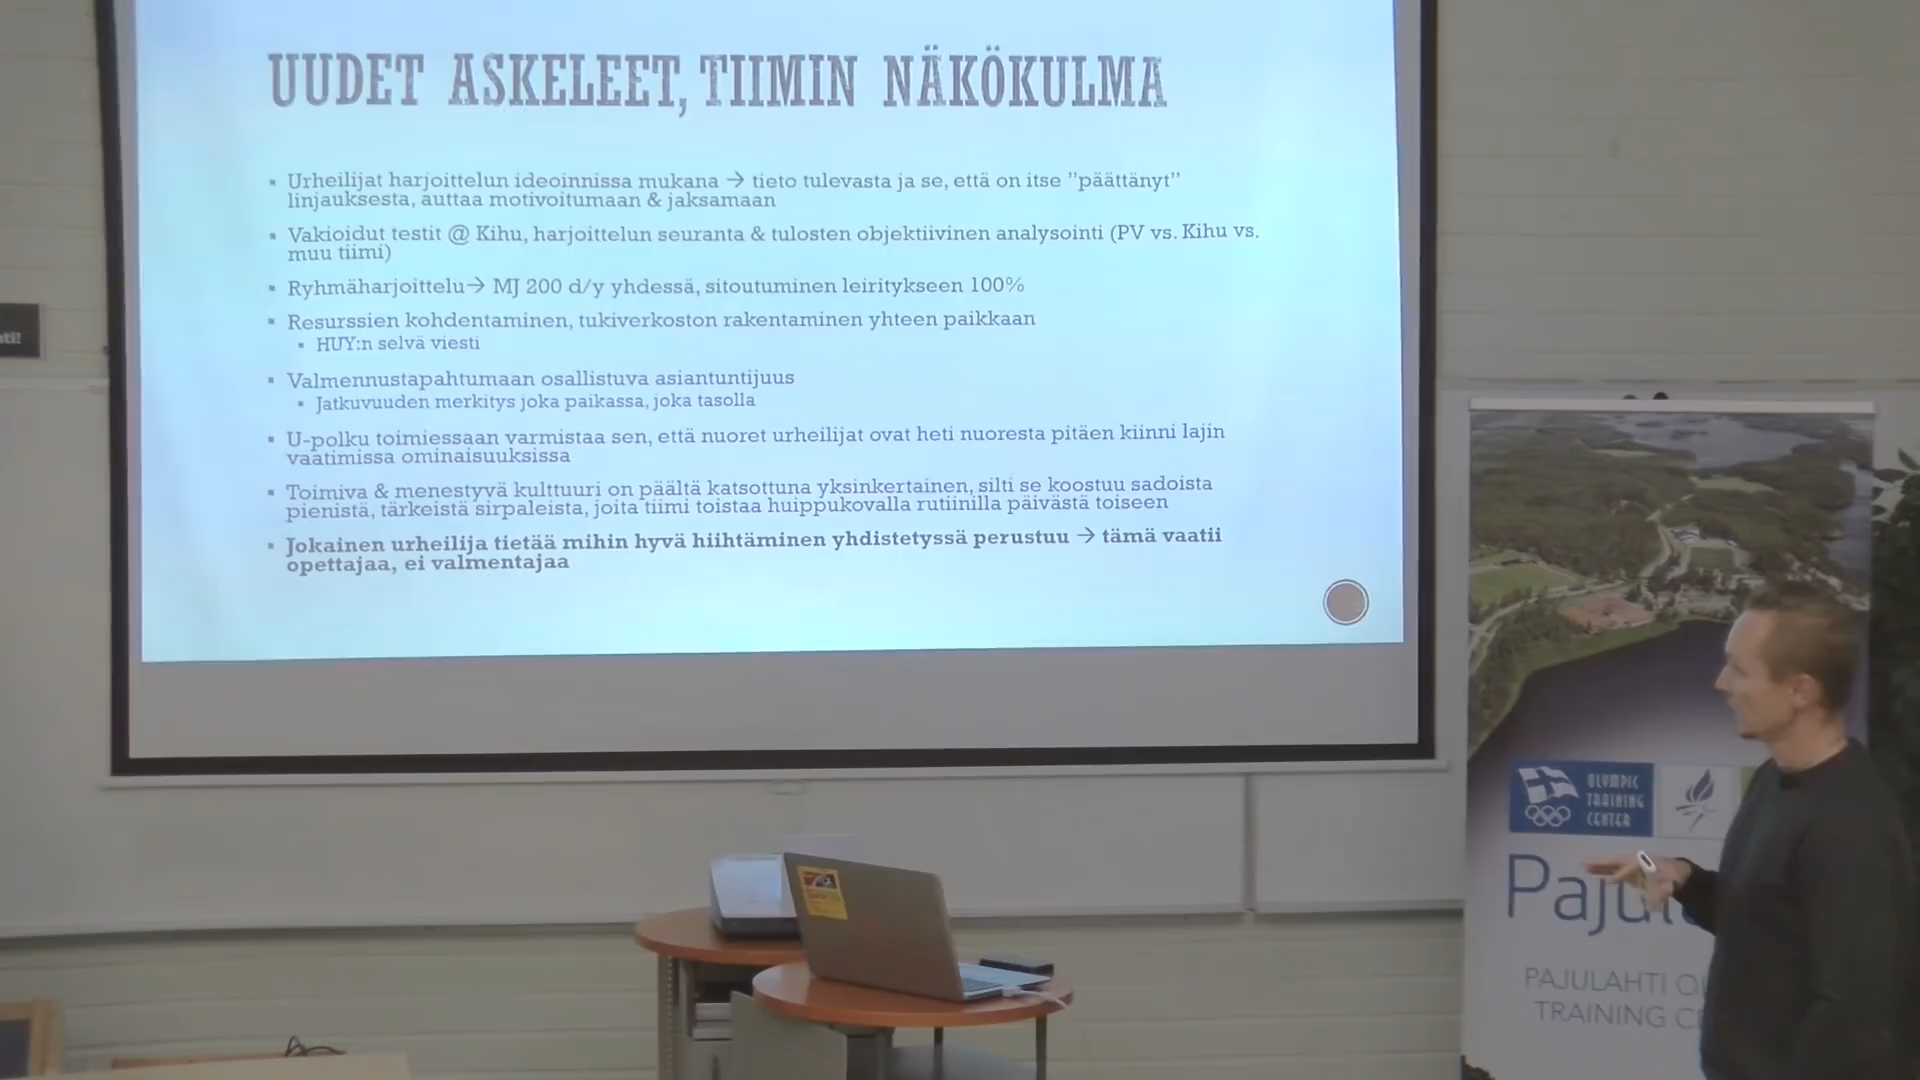 UUDET ASKELEET, TIIMIN NÄKÖKULMA
▪ Urheilijat harjoittelun ideoinnissa mukana → tieto tulevasta ja se, että on itse ”päättänyt”
linjauksesta, auttaa motivoitumaan & jaksamaan
▪ Vakioidut testit @ Kihu, harjoittelun seuranta & tulosten objektiivinen analysointi (PV vs. Kihu vs.
muu tiimi)
▪ Ryhmäharjoittelu→ MJ 200 d/y yhdessä, sitoutuminen leiritykseen 100%
▪ Resurssien kohdentaminen, tukiverkoston rakentaminen yhteen paikkaan
▪ HUY:n selvä viesti
▪ Valmennustapahtumaan osallistuva asiantuntijuus
▪ Jatkuvuuden merkitys joka paikassa, joka tasolla
▪ U-polku toimiessaan varmistaa sen, että nuoret urheilijat ovat heti nuoresta pitäen kiinni lajin
vaatimissa ominaisuuksissa
▪ Toimiva & menestyvä kulttuuri on päältä katsottuna yksinkertainen, silti se koostuu sadoista
pienistä, tärkeistä sirpaleista, joita tiimi toistaa huippukovalla rutiinilla päivästä toiseen
▪ Jokainen urheilija tietää mihin hyvä hiihtäminen yhdistetyssä perustuu → tämä vaatii
opettajaa, ei valmentajaa
OLYMPIC
TRAINING
CENTER
PAJULAHTI
TRAINING